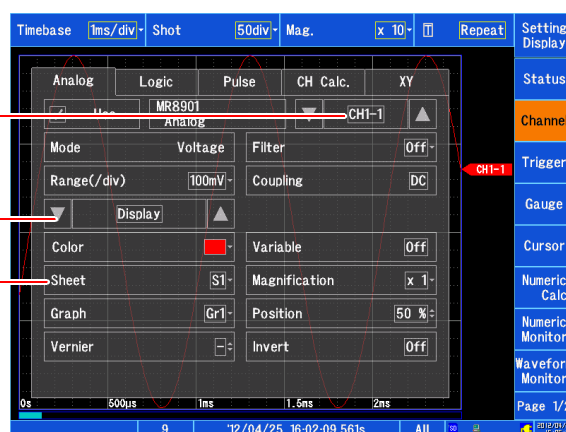 Timebase 1ms/div Shot 50div Mag. x 10 Repeat
Setting
Display
Status
Channel
Trigger
Gauge
Cursor
Numeric
Calc
Numeric
Monitor
Waveform
Monitor
Page 1/2
Analog Logic Pulse CH Calc. XY
Use MR8901
Analog
CH1-1
Mode Voltage Filter Off
Range(/div) 100mV Coupling DC
CH1-1
Display
Color Variable Off
Sheet S1 Magnification x 1
Graph Gr1 Position 50 %
Vernier Invert Off
0s 500µs 1ms 1.5ms 2ms
9 '12/04/25 16:02:09.561s All